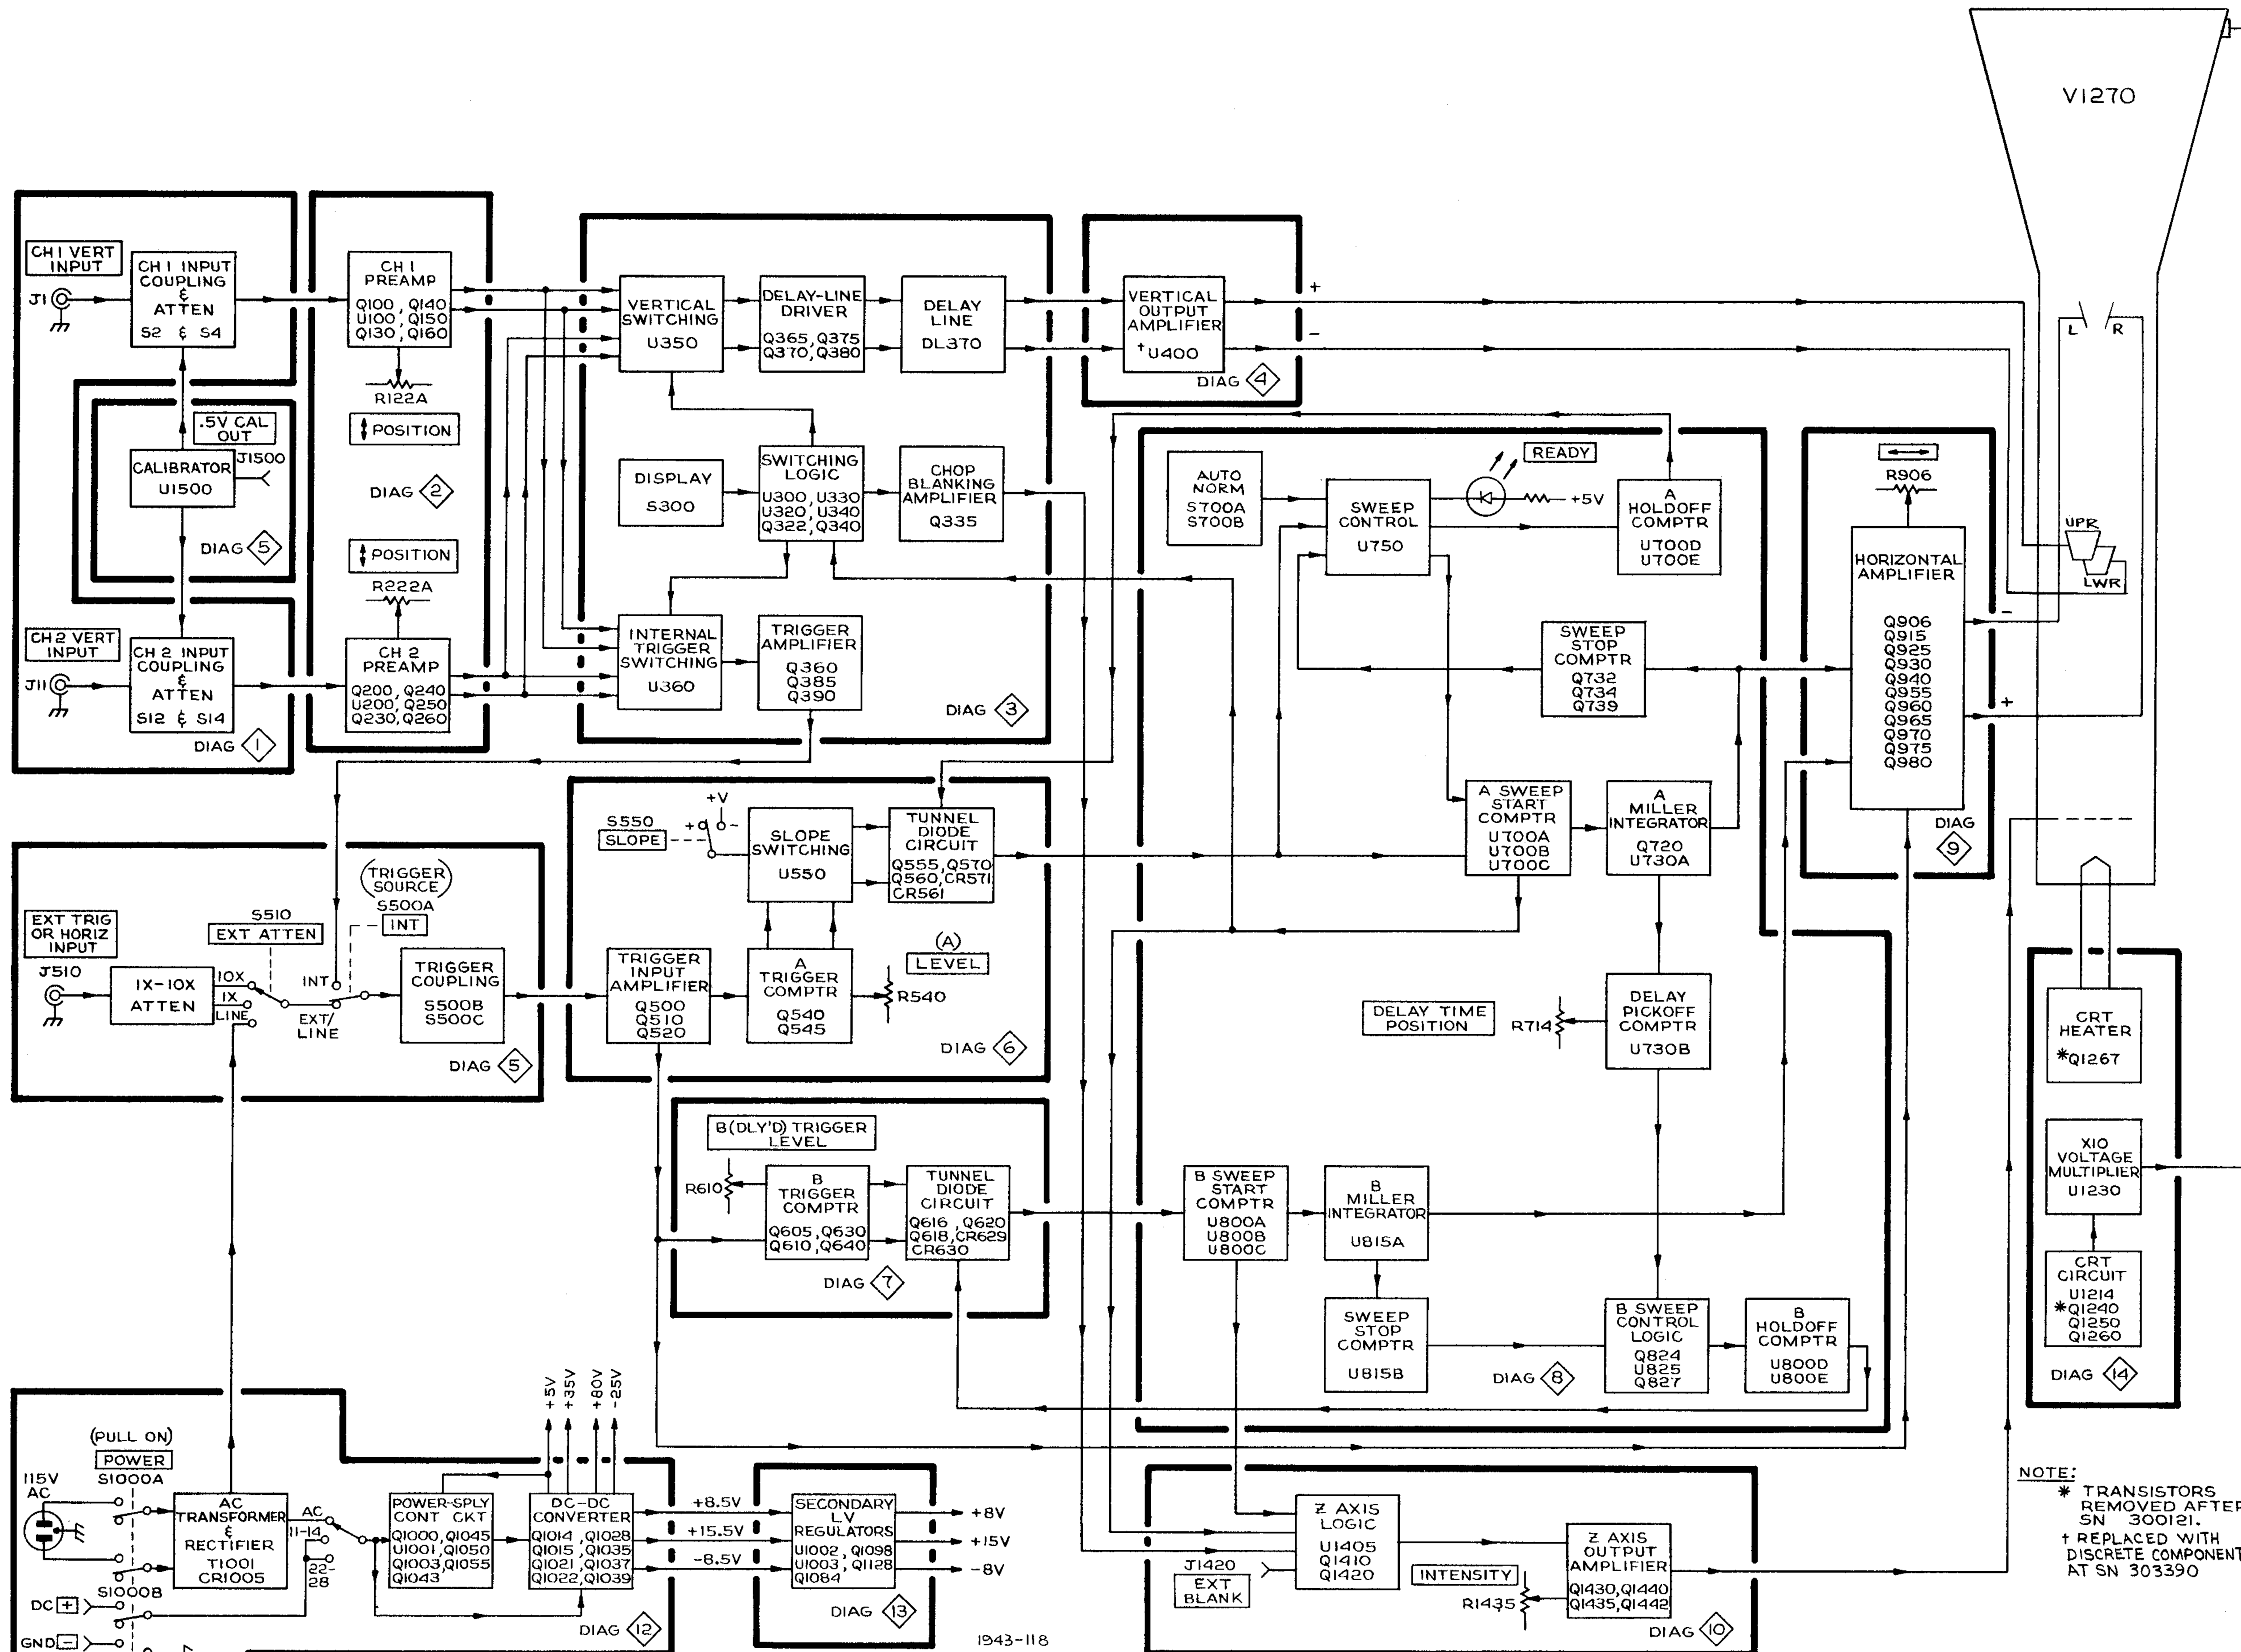 V1270
L
R
UPR
LWR
CH 1 VERT
INPUT
J1
CH 1 INPUT
COUPLING
&
ATTEN
S2 & S4
.5V CAL
OUT
J1500
CALIBRATOR
U1500
DIAG 5
CH 2 VERT
INPUT
J11
CH 2 INPUT
COUPLING
&
ATTEN
S12 & S14
DIAG 1
CH 1
PREAMP
Q100, Q140
U100, Q150
Q130, Q160
R122A
POSITION
DIAG 2
POSITION
R222A
CH 2
PREAMP
Q200, Q240
U200, Q250
Q230, Q260
VERTICAL
SWITCHING
U350
DELAY-LINE
DRIVER
Q365, Q375
Q370, Q380
DELAY
LINE
DL370
DISPLAY
S300
SWITCHING
LOGIC
U300, U330
U320, U340
Q322, Q340
CHOP
BLANKING
AMPLIFIER
Q335
INTERNAL
TRIGGER
SWITCHING
U360
TRIGGER
AMPLIFIER
Q360
Q385
Q390
DIAG 3
VERTICAL
OUTPUT
AMPLIFIER
†U400
DIAG 4
+
-
AUTO
NORM
S700A
S700B
SWEEP
CONTROL
U750
READY
+5V
A
HOLDOFF
COMPTR
U700D
U700E
SWEEP
STOP
COMPTR
Q732
Q734
Q739
A SWEEP
START
COMPTR
U700A
U700B
U700C
A
MILLER
INTEGRATOR
Q720
U730A
DELAY TIME
POSITION
R714
DELAY
PICKOFF
COMPTR
U730B
R906
HORIZONTAL
AMPLIFIER
Q906
Q915
Q925
Q930
Q940
Q955
Q960
Q965
Q970
Q975
Q980
-
+
DIAG
9
S550
SLOPE
+V
+
-
SLOPE
SWITCHING
U550
TUNNEL
DIODE
CIRCUIT
Q555, Q570
Q560, CR571
CR561
TRIGGER
INPUT
AMPLIFIER
Q500
Q510
Q520
A
TRIGGER
COMPTR
Q540
Q545
(A)
LEVEL
R540
DIAG 6
EXT TRIG
OR HORIZ
INPUT
J510
1X-10X
ATTEN
S510
EXT ATTEN
10X
1X
LINE
(TRIGGER
SOURCE)
S500A
INT
INT
EXT/
LINE
TRIGGER
COUPLING
S500B
S500C
DIAG 5
B(DLY'D) TRIGGER
LEVEL
R610
B
TRIGGER
COMPTR
Q605, Q630
Q610, Q640
TUNNEL
DIODE
CIRCUIT
Q616, Q620
Q618, CR629
CR630
DIAG 7
B SWEEP
START
COMPTR
U800A
U800B
U800C
B
MILLER
INTEGRATOR
U815A
SWEEP
STOP
COMPTR
U815B
DIAG 8
B SWEEP
CONTROL
LOGIC
Q824
U825
Q827
B
HOLDOFF
COMPTR
U800D
U800E
CRT
HEATER
*Q1267
X10
VOLTAGE
MULTIPLIER
U1230
CRT
CIRCUIT
U1214
*Q1240
Q1250
Q1260
DIAG 14
(PULL ON)
POWER
S1000A
115V
AC
S1000B
DC +
GND -
AC
TRANSFORMER
&
RECTIFIER
T1001
CR1005
AC
11-14
22-
28
POWER-SPLY
CONT CKT
Q1000, Q1045
U1001, Q1050
Q1003, Q1055
Q1043
+5V
+35V
+80V
-25V
DC-DC
CONVERTER
Q1014, Q1028
Q1015, Q1035
Q1021, Q1037
Q1022, Q1039
DIAG 12
+8.5V
+15.5V
-8.5V
SECONDARY
LV
REGULATORS
U1002, Q1098
U1003, Q1128
Q1084
DIAG 13
+8V
+15V
-8V
1943-118
Z AXIS
LOGIC
U1405
Q1410
Q1420
J1420
EXT
BLANK
INTENSITY
R1435
Z AXIS
OUTPUT
AMPLIFIER
Q1430, Q1440
Q1435, Q1442
DIAG 10
NOTE:
* TRANSISTORS
REMOVED AFTER
SN 300121.
† REPLACED WITH
DISCRETE COMPONENT
AT SN 303390